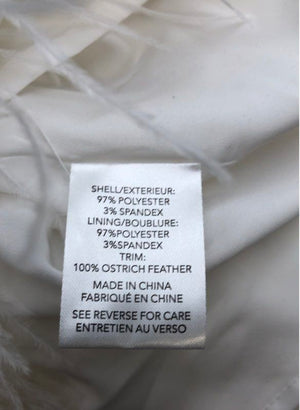 SHELL/EXTERIEUR:
97% POLYESTER
3% SPANDEX
LINING/BOUBLURE:
97%POLYESTER
3%SPANDEX
TRIM:
100% OSTRICH FEATHER
MADE IN CHINA
FABRIQUÉ EN CHINE
SEE REVERSE FOR CARE
ENTRETIEN AU VERSO